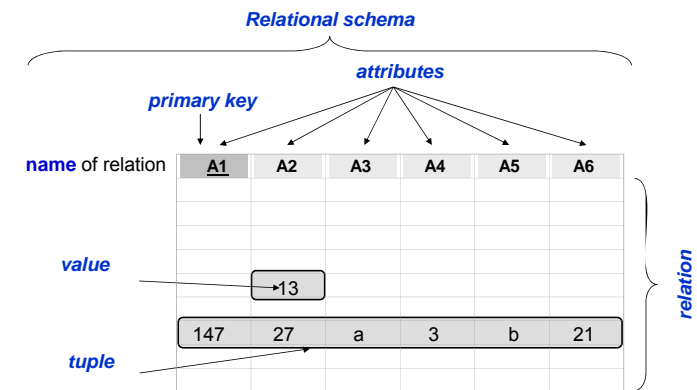 Relational schema
attributes
primary key
name of relation A1 A2 A3 A4 A5 A6
value
13
relation
147 27 a 3 b 21
tuple